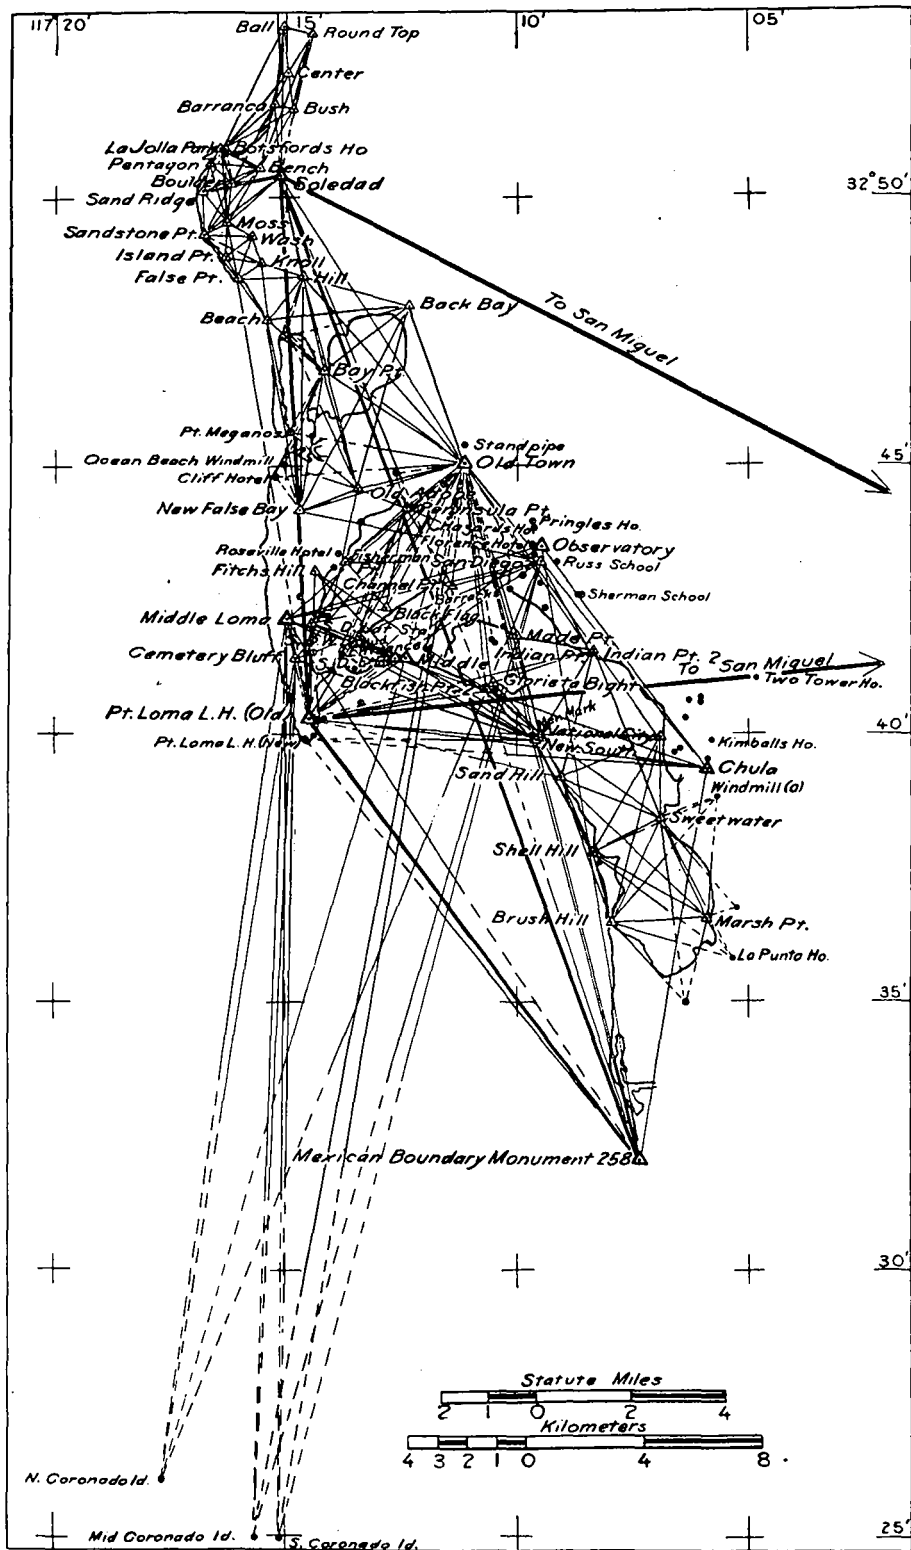 117°20'
15'
10'
05'
Ball
Round Top
Center
Barranca
Bush
La Jolla Park
Botsfords Ho
Pentagon
Bench
Boulder
Soledad
Sand Ridge
32°50'
Moss
Sandstone Pt.
Wash
Island Pt.
Knoll
False Pt.
Hill
To San Miguel
Back Bay
Beach
Bay Pt.
Pt. Meganos
Standpipe
Ocean Beach Windmill
Old Town
45'
Cliff Hotel
New False Bay
Peninsula Pt.
Pringles Ho.
Observatory
Roseville Hotel
Fisherman
San Diego
Russ School
Fitchs Hill
Channel Pt.
Sherman School
Middle Loma
Black Flag
Made Pt.
Cemetery Bluff
Middle
Indian Pt.
Indian Pt. 2
To San Miguel
Glorieta Bight
Two Tower Ho.
Pt. Loma L.H. (Old)
40'
Pt. Loma L.H. (New)
National City
New South
Kimballs Ho.
Sand Hill
Chula
Windmill (a)
Sweetwater
Shell Hill
Brush Hill
Marsh Pt.
La Punta Ho.
35'
Mexican Boundary Monument 258
30'
Statute Miles
2 1 0 2 4
Kilometers
4 3 2 1 0 4 8
N. Coronado Id.
Mid Coronado Id.
S. Coronado Id.
25'